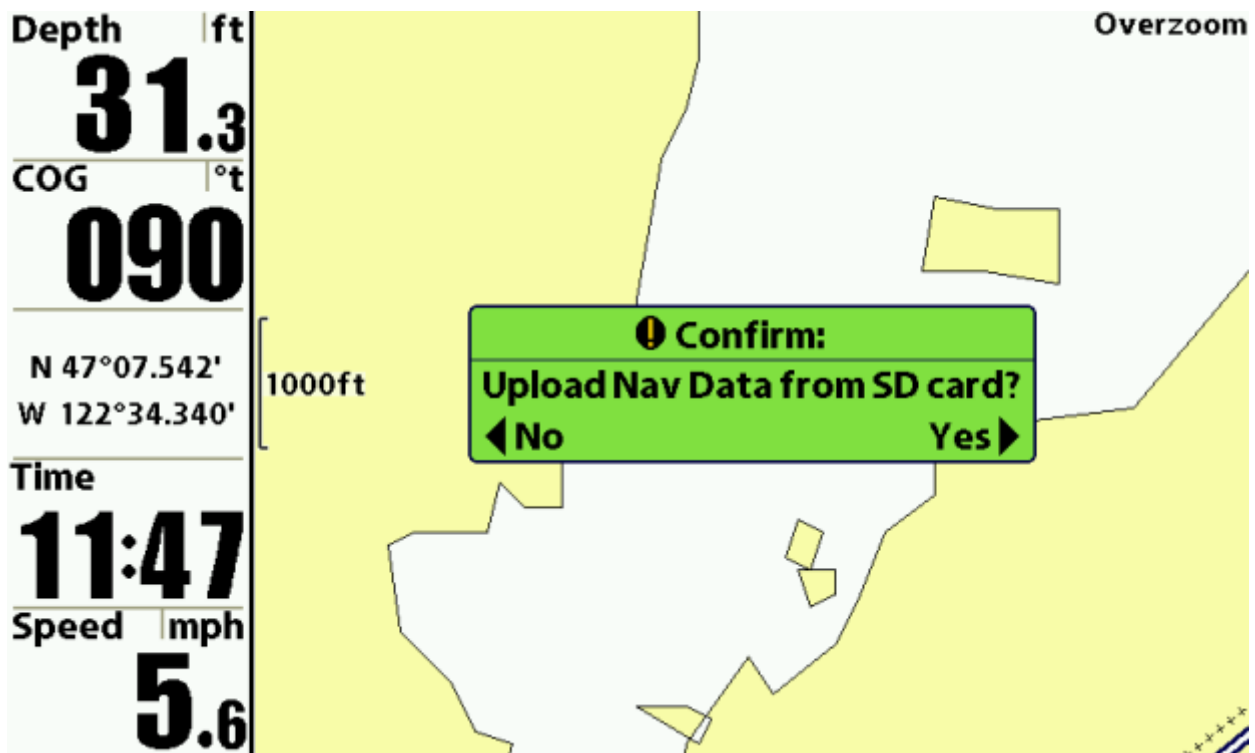 Depth ft
31.3
COG °t
090
N 47°07.542'
W 122°34.340'
Time
11:47
Speed mph
5.6
Overzoom
1000ft
Confirm:
Upload Nav Data from SD card?
No Yes